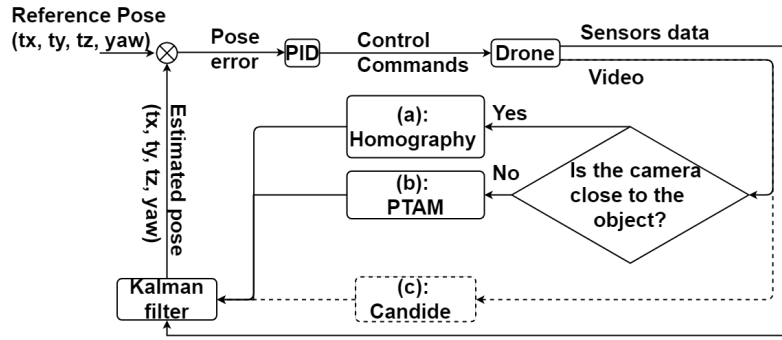 Reference Pose
(tx, ty, tz, yaw)
Pose
error
PID
Control
Commands
Drone
Sensors data
Video
(a):
Homography
Yes
(b):
PTAM
No
Is the camera
close to the
object?
Estimated pose
(tx, ty, tz, yaw)
Kalman
filter
(c):
Candide